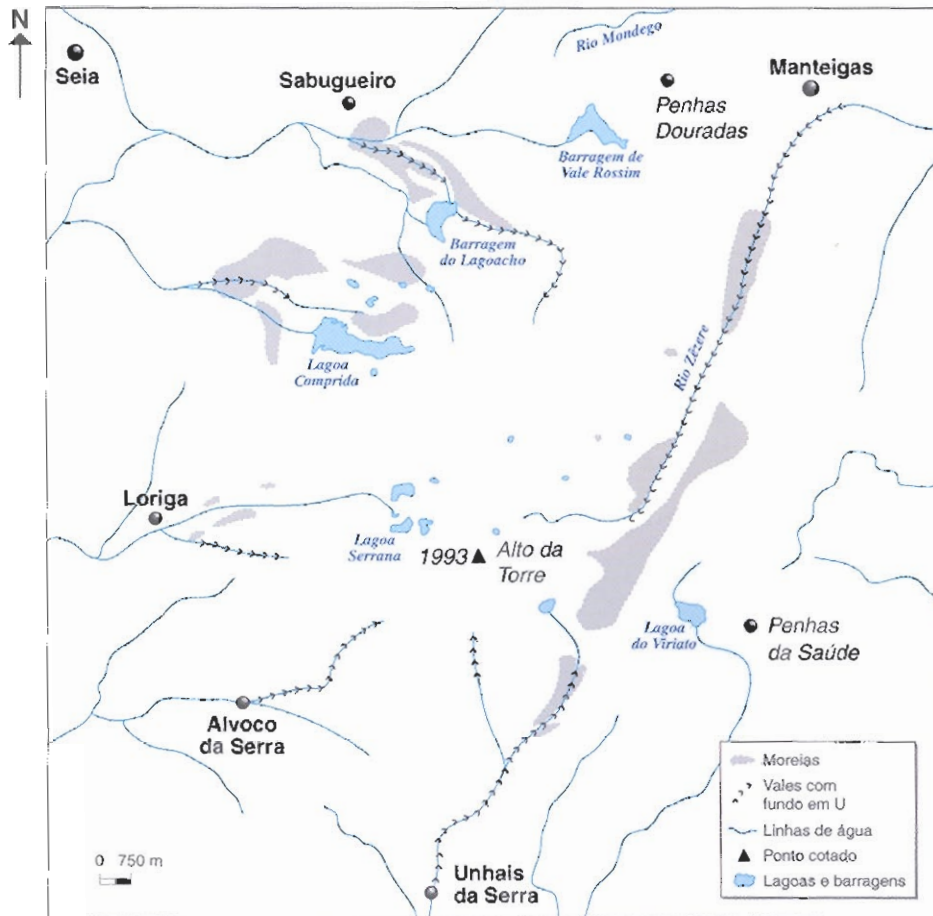 N
Seia
Sabugueiro
Rio Mondego
Penhas
Douradas
Manteigas
Barragem de
Vale Rossim
Barragem
do Lagoacho
Lagoa
Comprida
Rio Zêzere
Loriga
Lagoa
Serrana
1993
Alto da
Torre
Lagoa
do Viriato
Penhas
da Saúde
Alvoco
da Serra
Unhais
da Serra
0 750 m
Moreias
Vales com
fundo em U
Linhas de água
Ponto cotado
Lagoas e barragens